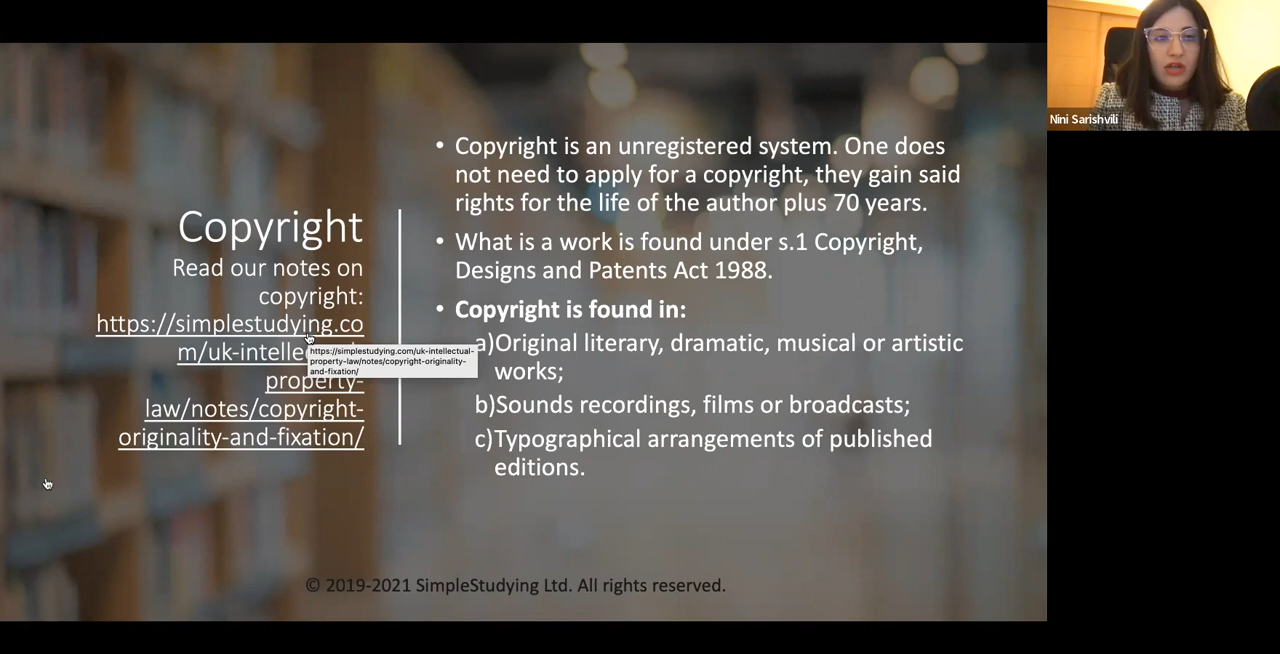 Nini Sarishvili
Copyright
Read our notes on
copyright:
https://simplestudying.co
m/uk-intelle
property-
law/notes/copyright-
originality-and-fixation/
https://simplestudying.com/uk-intellectual-
property-law/notes/copyright-originality-
and-fixation/
• Copyright is an unregistered system. One does
not need to apply for a copyright, they gain said
rights for the life of the author plus 70 years.
• What is a work is found under s.1 Copyright,
Designs and Patents Act 1988.
• Copyright is found in:
a)Original literary, dramatic, musical or artistic
works;
b)Sounds recordings, films or broadcasts;
c)Typographical arrangements of published
editions.
© 2019-2021 SimpleStudying Ltd. All rights reserved.